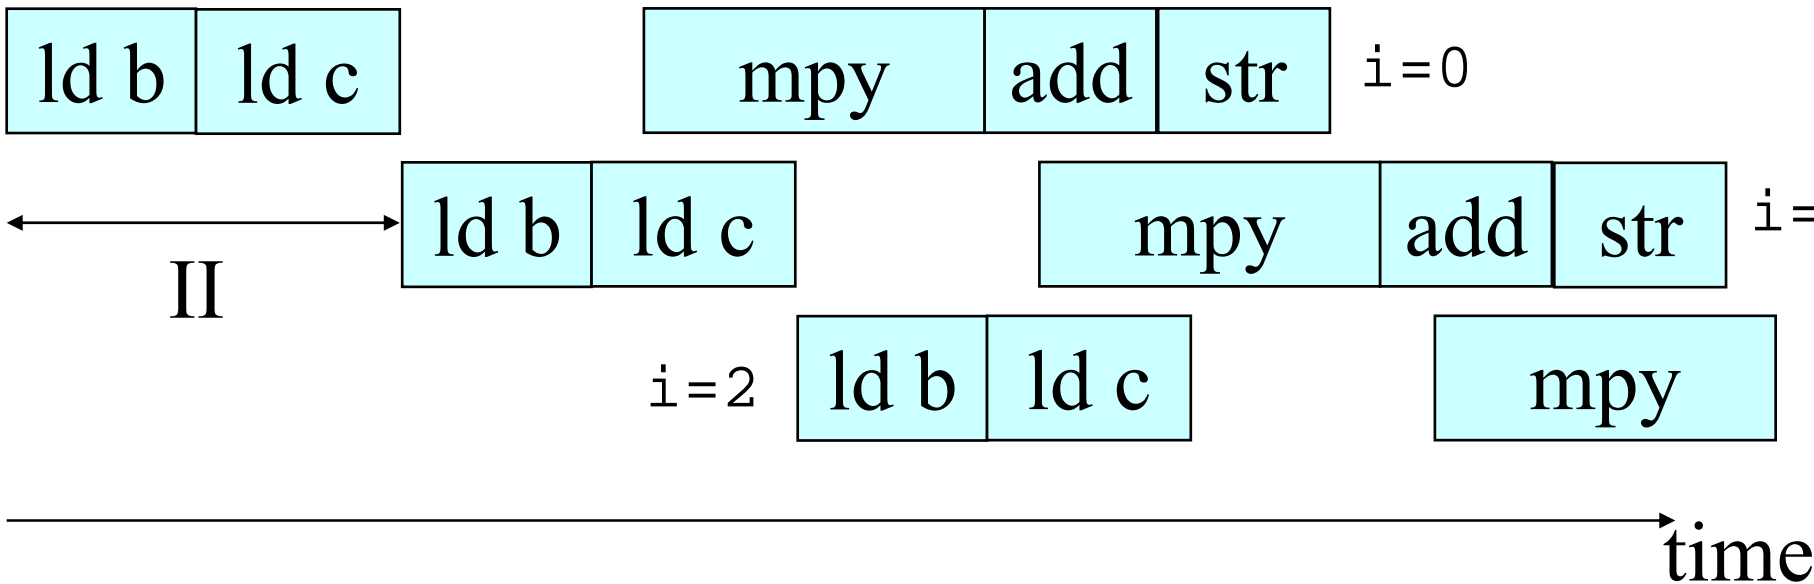 ld b ld c mpy add str i=0
ld b ld c mpy add str i=
II
i=2 ld b ld c mpy
time